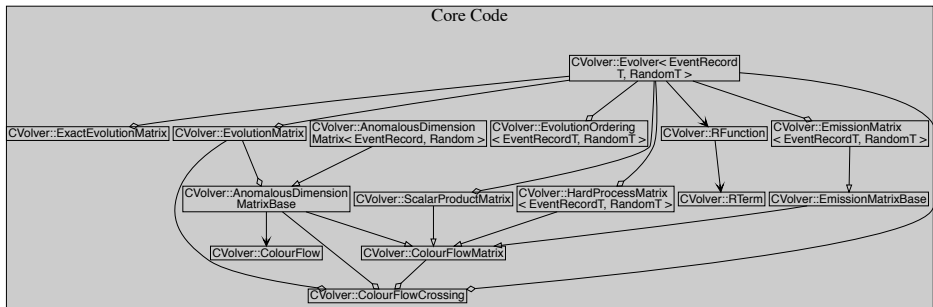 Core Code
CVolver::Evolver< EventRecord
T, RandomT >
CVolver::ExactEvolutionMatrix
CVolver::EvolutionMatrix
CVolver::AnomalousDimension
Matrix< EventRecord, Random >
CVolver::EvolutionOrdering
< EventRecordT, RandomT >
CVolver::RFunction
CVolver::EmissionMatrix
< EventRecordT, RandomT >
CVolver::AnomalousDimension
MatrixBase
CVolver::ScalarProductMatrix
CVolver::HardProcessMatrix
< EventRecordT, RandomT >
CVolver::RTerm
CVolver::EmissionMatrixBase
CVolver::ColourFlow
CVolver::ColourFlowMatrix
CVolver::ColourFlowCrossing